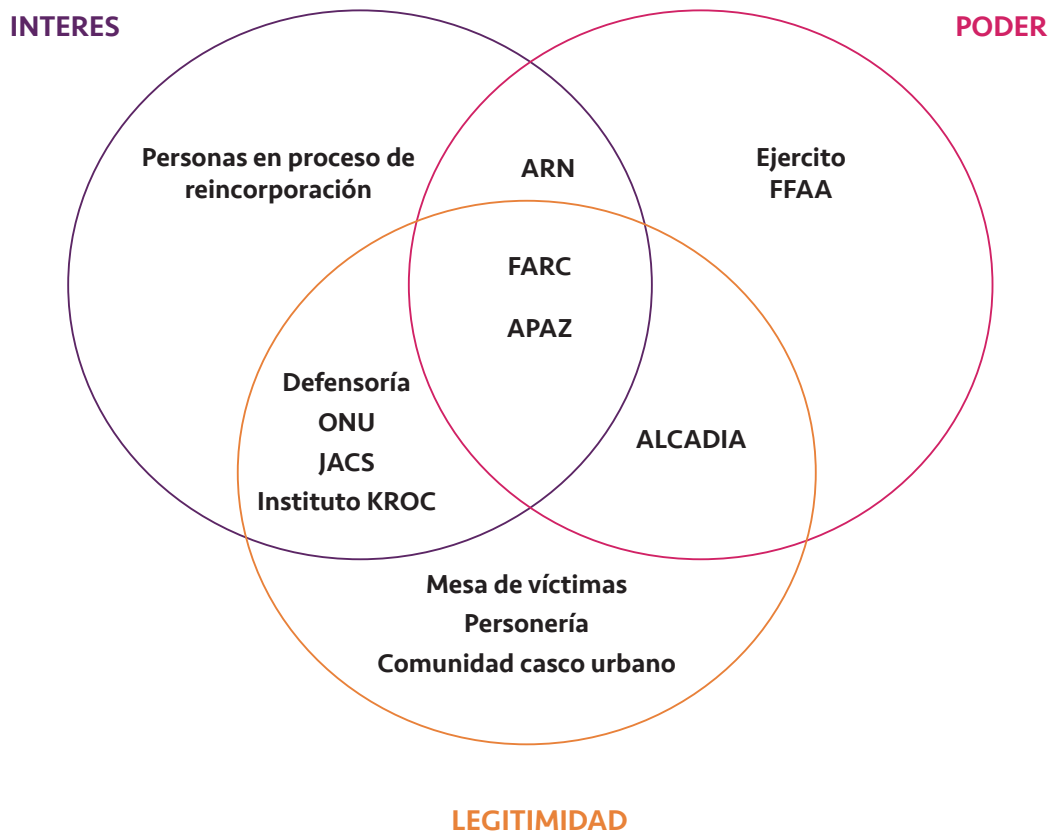 INTERES
PODER
Personas en proceso de
reincorporación
ARN
Ejercito
FFAA
FARC
APAZ
Defensoría
ONU
JACS
Instituto KROC
ALCADIA
Mesa de víctimas
Personería
Comunidad casco urbano
LEGITIMIDAD